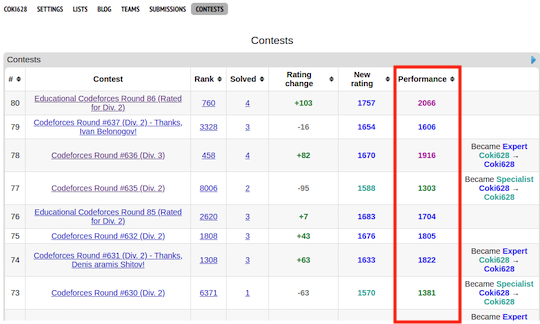 COKI628 SETTINGS LISTS BLOG TEAMS SUBMISSIONS CONTESTS
Contests
Contests
# Contest Rank Solved Rating change New rating Performance
80 Educational Codeforces Round 86 (Rated for Div. 2) 760 4 +103 1757 2066
79 Codeforces Round #637 (Div. 2) - Thanks, Ivan Belonogov! 3328 3 -16 1654 1606
78 Codeforces Round #636 (Div. 3) 458 4 +82 1670 1916 Became Expert Coki628 → Coki628
77 Codeforces Round #635 (Div. 2) 8006 2 -95 1588 1303 Became Specialist Coki628 → Coki628
76 Educational Codeforces Round 85 (Rated for Div. 2) 2620 3 +7 1683 1704
75 Codeforces Round #632 (Div. 2) 1808 3 +43 1676 1805
74 Codeforces Round #631 (Div. 2) - Thanks, Denis aramis Shitov! 1308 3 +63 1633 1822 Became Expert Coki628 → Coki628
73 Codeforces Round #630 (Div. 2) 6371 1 -63 1570 1381 Became Specialist Coki628 → Coki628
Became Expert